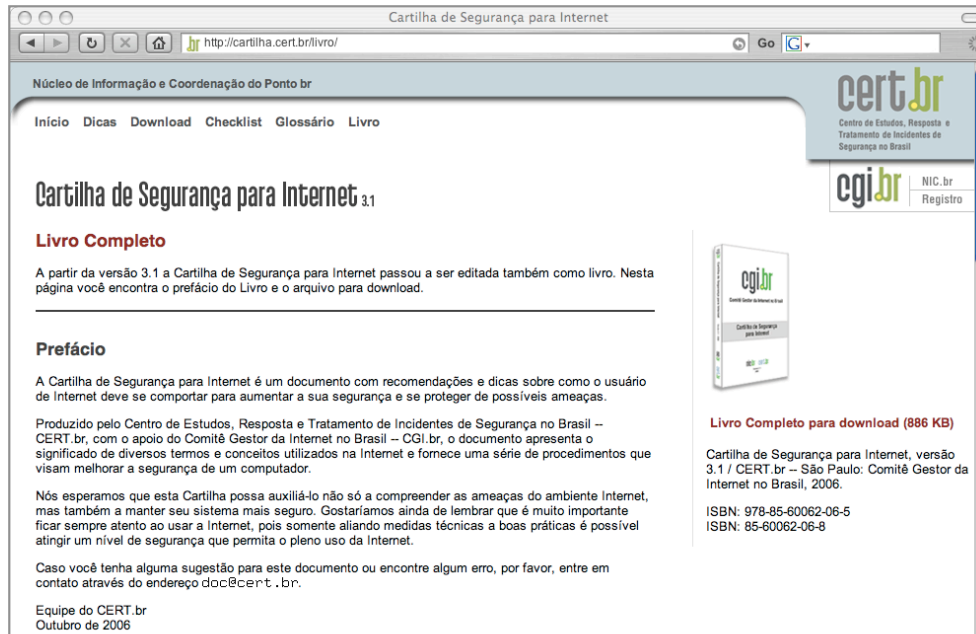 Cartilha de Segurança para Internet
http://cartilha.cert.br/livro/
Go
G
Núcleo de Informação e Coordenação do Ponto br
cert.br
Centro de Estudos, Resposta e
Tratamento de Incidentes de
Segurança no Brasil
Início Dicas Download Checklist Glossário Livro
cgi.br
NIC.br
Registro
Cartilha de Segurança para Internet 3.1
Livro Completo
A partir da versão 3.1 a Cartilha de Segurança para Internet passou a ser editada também como livro. Nesta
página você encontra o prefácio do Livro e o arquivo para download.
Prefácio
A Cartilha de Segurança para Internet é um documento com recomendações e dicas sobre como o usuário
de Internet deve se comportar para aumentar a sua segurança e se proteger de possíveis ameaças.
Produzido pelo Centro de Estudos, Resposta e Tratamento de Incidentes de Segurança no Brasil --
CERT.br, com o apoio do Comitê Gestor da Internet no Brasil -- CGI.br, o documento apresenta o
significado de diversos termos e conceitos utilizados na Internet e fornece uma série de procedimentos que
visam melhorar a segurança de um computador.
Nós esperamos que esta Cartilha possa auxiliá-lo não só a compreender as ameaças do ambiente Internet,
mas também a manter seu sistema mais seguro. Gostaríamos ainda de lembrar que é muito importante
ficar sempre atento ao usar a Internet, pois somente aliando medidas técnicas a boas práticas é possível
atingir um nível de segurança que permita o pleno uso da Internet.
Caso você tenha alguma sugestão para este documento ou encontre algum erro, por favor, entre em
contato através do endereço doc@cert.br.
Equipe do CERT.br
Outubro de 2006
cgi.br
Comitê Gestor da Internet no Brasil
Cartilha de Segurança
para Internet
Livro Completo para download (886 KB)
Cartilha de Segurança para Internet, versão
3.1 / CERT.br -- São Paulo: Comitê Gestor da
Internet no Brasil, 2006.
ISBN: 978-85-60062-06-5
ISBN: 85-60062-06-8